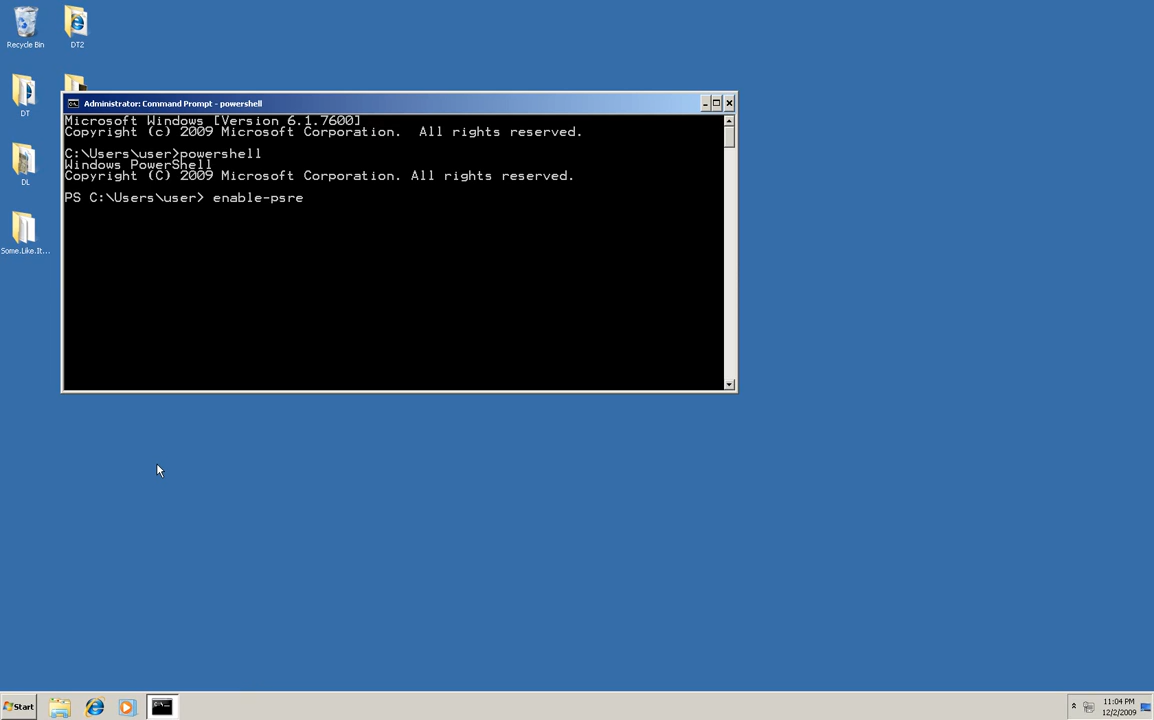 Recycle Bin
DT2
DT
DL
Some.Like.It...
Administrator: Command Prompt - powershell
Microsoft Windows [Version 6.1.7600]
Copyright (c) 2009 Microsoft Corporation.  All rights reserved.
C:\Users\user>powershell
Windows PowerShell
Copyright (C) 2009 Microsoft Corporation. All rights reserved.
PS C:\Users\user> enable-psre
Start
11:04 PM
12/2/2009